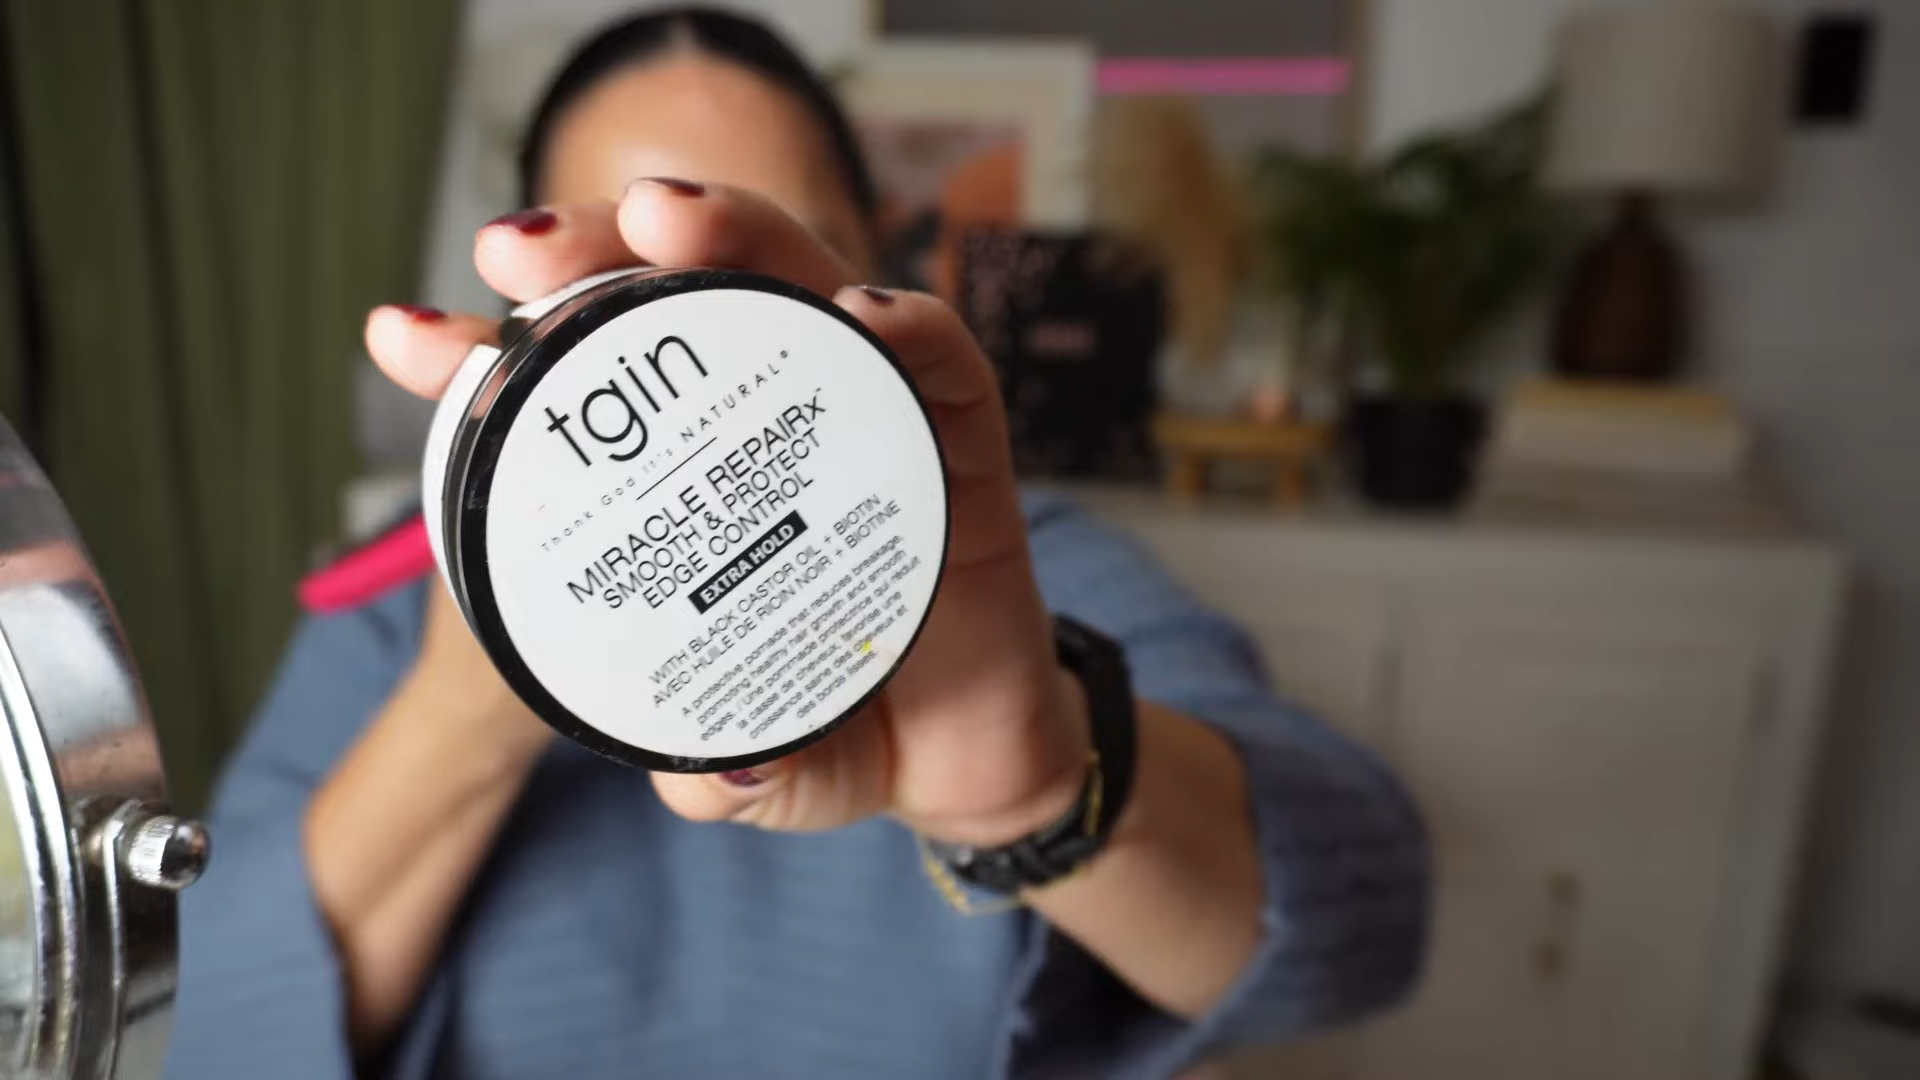 tgin
Thank God It's NATURAL®
MIRACLE REPAIRx™
SMOOTH & PROTECT
EDGE CONTROL
EXTRA HOLD
WITH BLACK CASTOR OIL + BIOTIN
AVEC HUILE DE RICIN NOIR + BIOTINE
A protective pomade that reduces breakage,
promoting healthy hair growth and smooth
edges. / Une pommade protectrice qui réduit
la casse de cheveux, favorise une
croissance saine des cheveux et
des bords lisses.